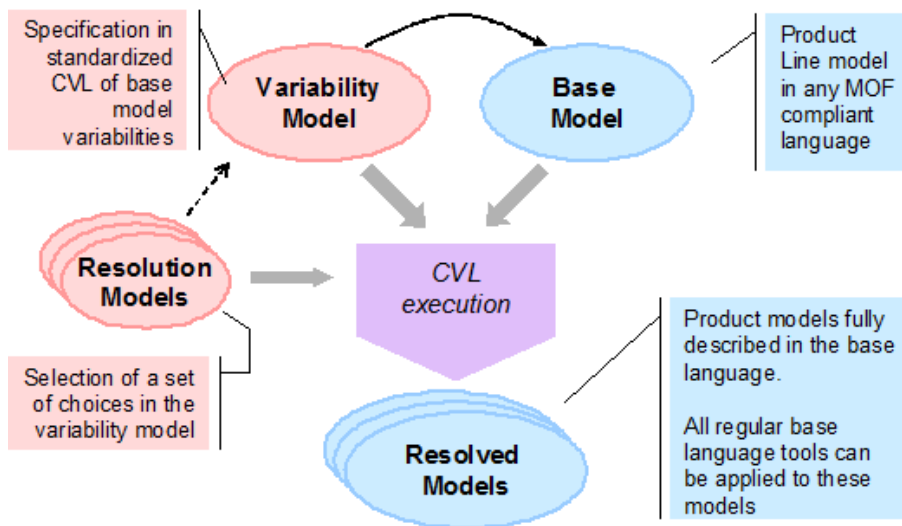 Specification in
standardized
CVL of base
model
variabilities
Variability
Model
Base
Model
Product
Line model
in any MOF
compliant
language
Resolution
Models
CVL
execution
Selection of a set
of choices in the
variability model
Product models fully
described in the base
language.
All regular base
language tools can
be applied to these
models
Resolved
Models